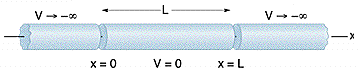 L
V → -∞ V → -∞
x
x = 0 V = 0 x = L